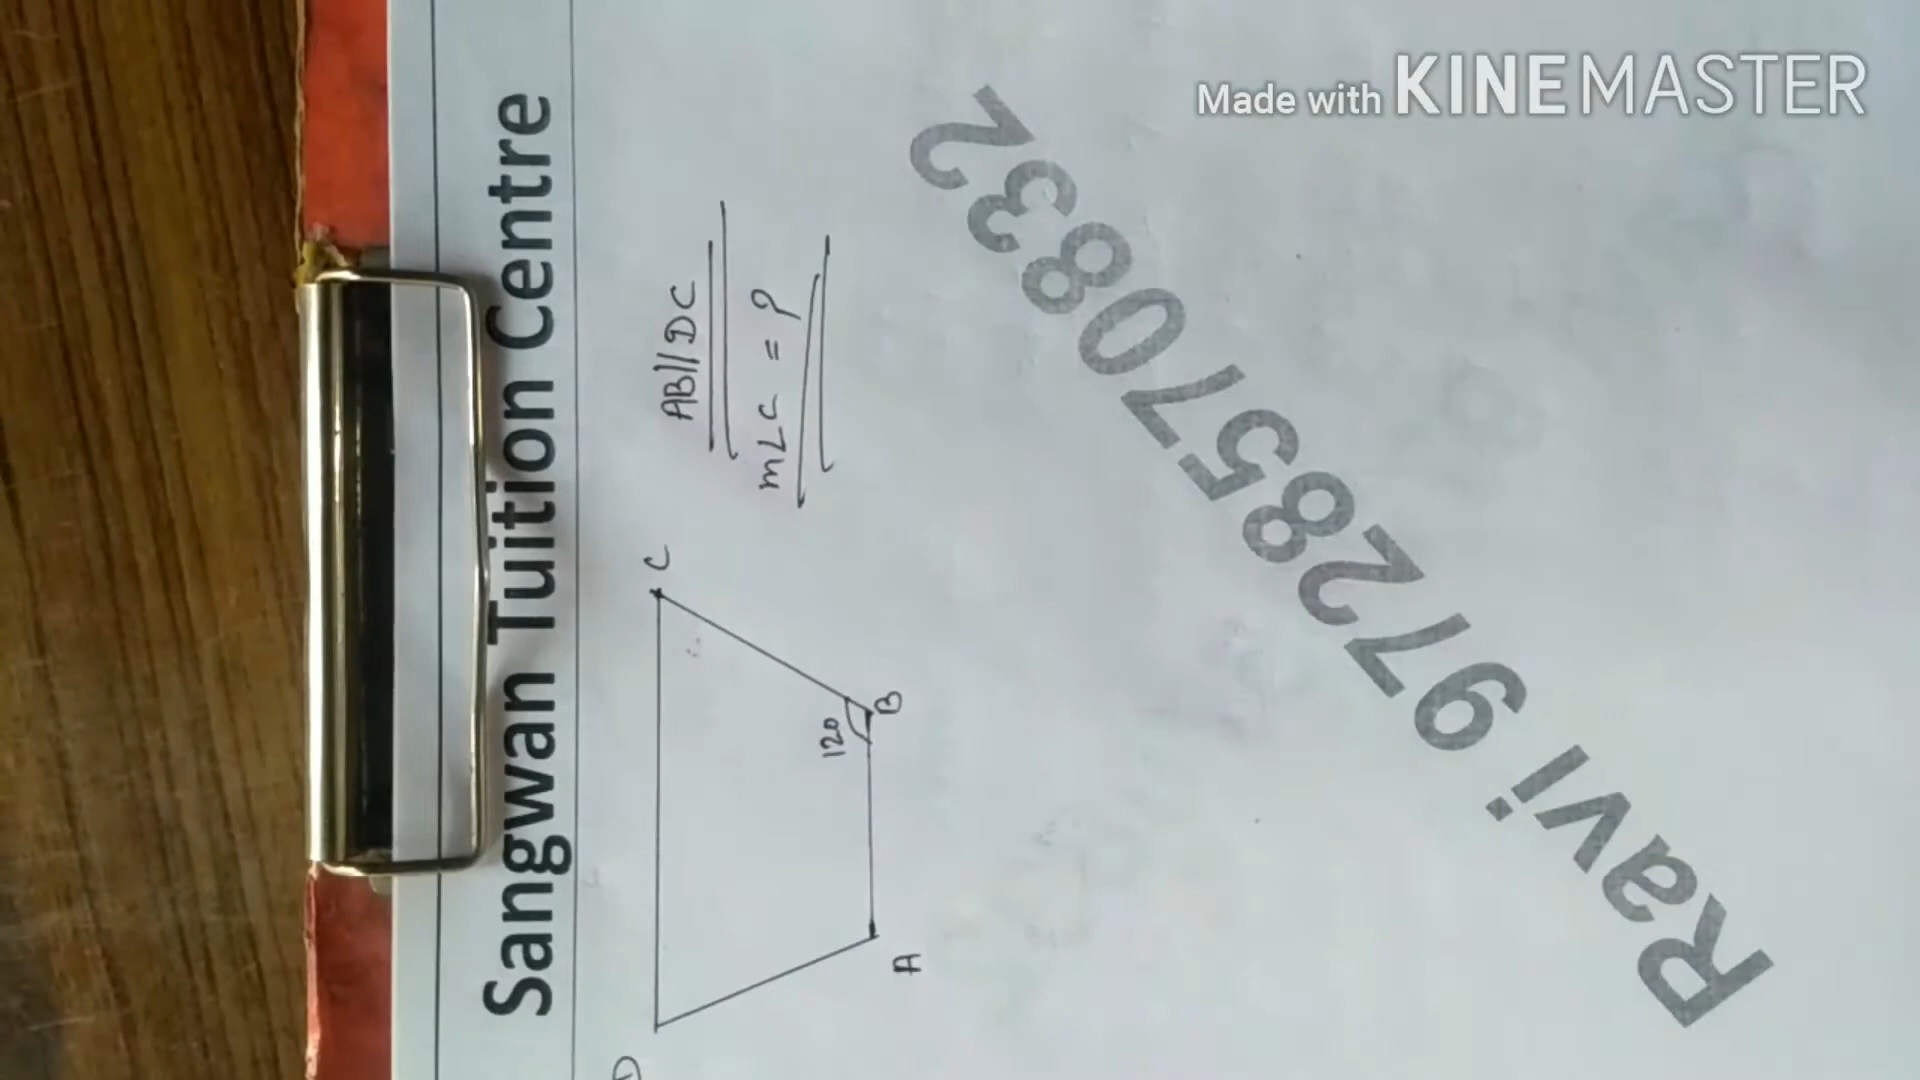 Made with KINEMASTER
Sangwan Tuition Centre
AB||DC
m∠C = ?
D
C
120
A
B
Ravi 9728570832